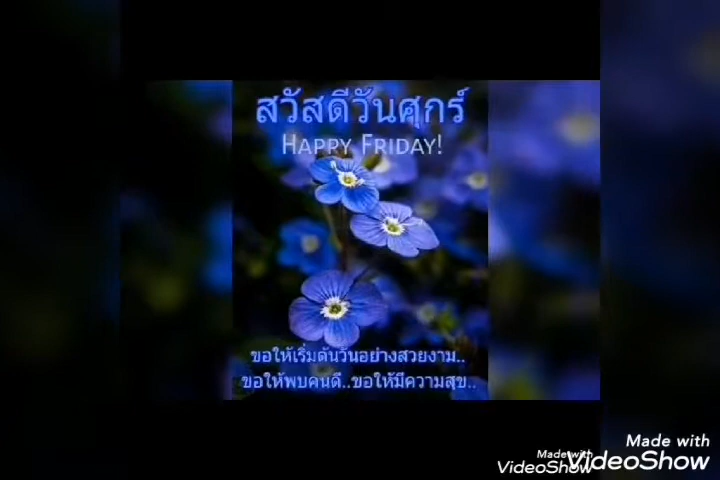 สวัสดีวันศุกร์
HAPPY FRIDAY!
ขอให้เริ่มต้นวันอย่างสวยงาม..
ขอให้พบคนดี..ขอให้มีความสุข..
Made with
VideoShow
Made with
VideoShow